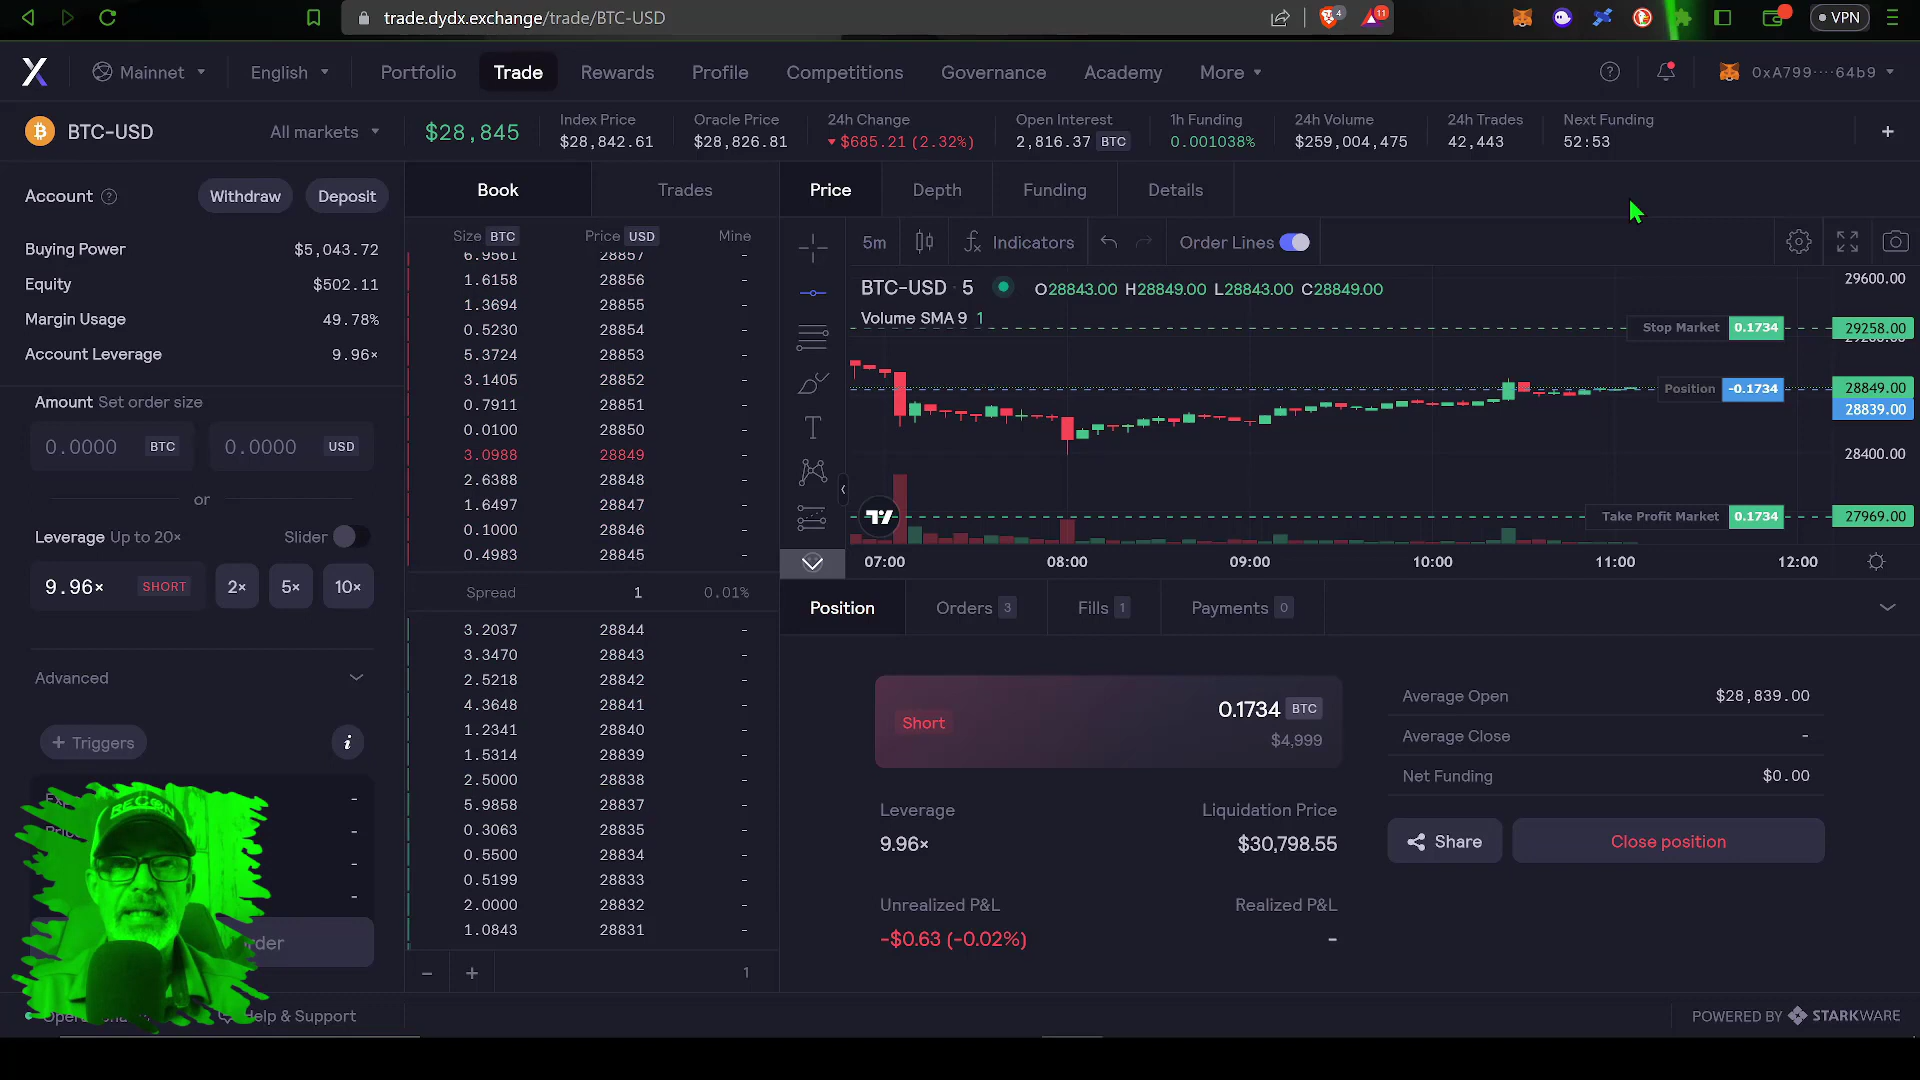 trade.dydx.exchange/trade/BTC-USD
4
11
VPN
Mainnet
English
Portfolio
Trade
Rewards
Profile
Competitions
Governance
Academy
More
0xA799····64b9
BTC-USD
All markets
$28,845
Index Price
$28,842.61
Oracle Price
$28,826.81
24h Change
$685.21 (2.32%)
Open Interest
2,816.37 BTC
1h Funding
0.001038%
24h Volume
$259,004,475
24h Trades
42,443
Next Funding
52:53
Account
Withdraw
Deposit
Buying Power $5,043.72
Equity $502.11
Margin Usage 49.78%
Account Leverage 9.96×
Amount Set order size
0.0000 BTC
0.0000 USD
or
Leverage Up to 20×
Slider
9.96× SHORT
2×
5×
10×
Advanced
+ Triggers
i
-
-
-
-
RECON
Help & Support
Book
Trades
Size BTC Price USD Mine
6.9561 28857 -
1.6158 28856 -
1.3694 28855 -
0.5230 28854 -
5.3724 28853 -
3.1405 28852 -
0.7911 28851 -
0.0100 28850 -
3.0988 28849 -
2.6388 28848 -
1.6497 28847 -
0.1000 28846 -
0.4983 28845 -
Spread 1 0.01%
3.2037 28844 -
3.3470 28843 -
2.5218 28842 -
4.3648 28841 -
1.2341 28840 -
1.5314 28839 -
2.5000 28838 -
5.9858 28837 -
0.3063 28835 -
0.5500 28834 -
0.5199 28833 -
2.0000 28832 -
1.0843 28831 -
− + 1
Price
Depth
Funding
Details
5m
Indicators
Order Lines
BTC-USD · 5
O28843.00 H28849.00 L28843.00 C28849.00
Volume SMA 9 1
29600.00
Stop Market 0.1734 29258.00
Position -0.1734 28849.00
28839.00
28400.00
Take Profit Market 0.1734 27969.00
07:00 08:00 09:00 10:00 11:00 12:00
Position
Orders 3
Fills 1
Payments 0
Short
0.1734 BTC
$4,999
Leverage
9.96×
Liquidation Price
$30,798.55
Unrealized P&L
-$0.63 (-0.02%)
Realized P&L
-
Average Open $28,839.00
Average Close -
Net Funding $0.00
Share
Close position
POWERED BY STARKWARE